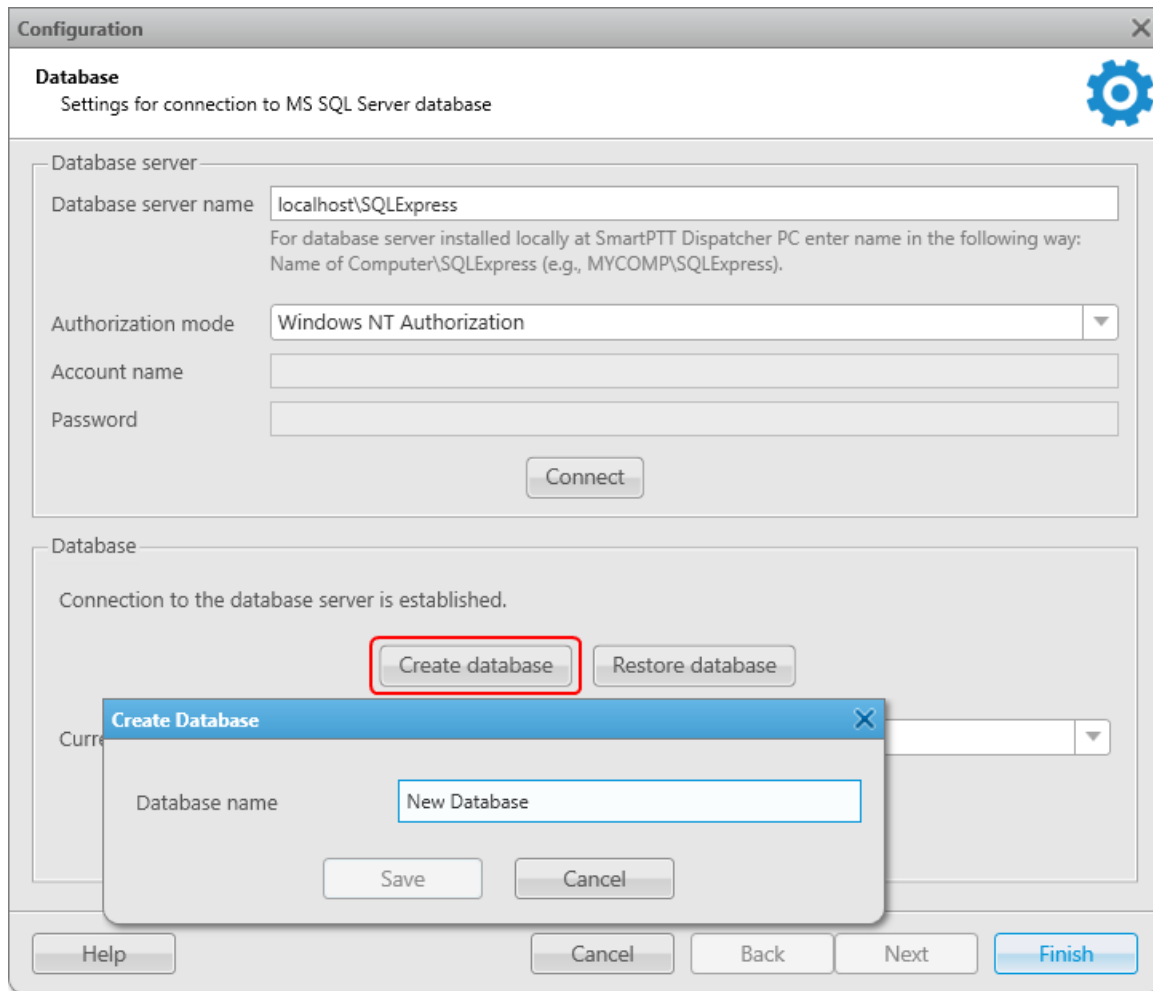 Configuration
Database
Settings for connection to MS SQL Server database
Database server
Database server name localhost\SQLExpress
For database server installed locally at SmartPTT Dispatcher PC enter name in the following way:
Name of Computer\SQLExpress (e.g., MYCOMP\SQLExpress).
Authorization mode Windows NT Authorization
Account name
Password
Connect
Database
Connection to the database server is established.
Create database Restore database
Create Database
Database name New Database
Save Cancel
Help Cancel Back Next Finish